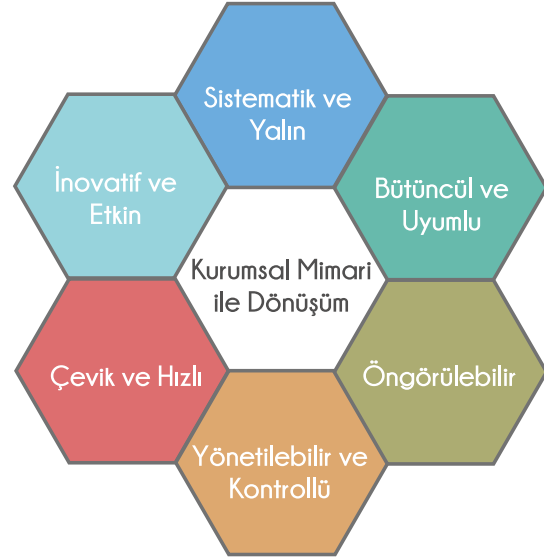 Sistematik ve
Yalın
İnovatif ve
Etkin
Bütüncül ve
Uyumlu
Kurumsal Mimari
ile Dönüşüm
Çevik ve Hızlı
Öngörülebilir
Yönetilebilir ve
Kontrollü